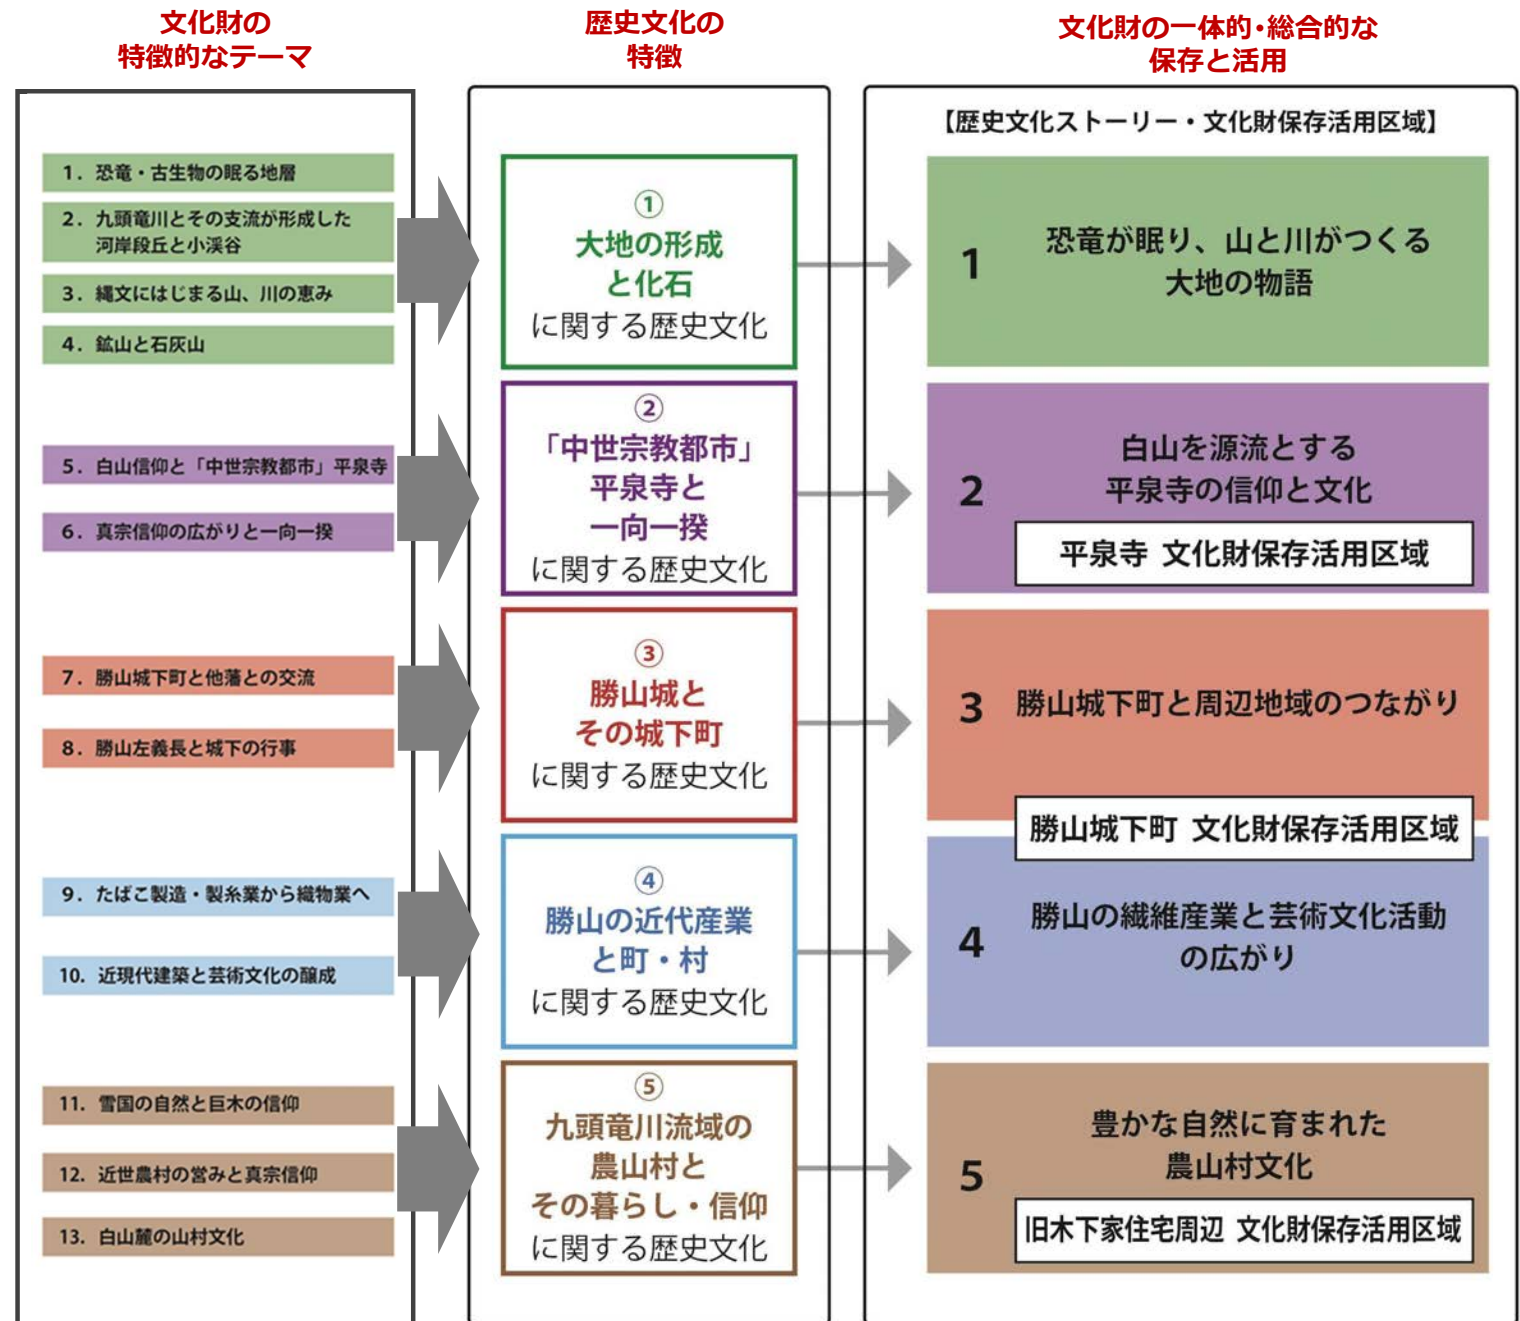 文化財の
特徴的なテーマ
1. 恐竜・古生物の眠る地層
2. 九頭竜川とその支流が形成した
河岸段丘と小渓谷
3. 縄文にはじまる山、川の恵み
4. 鉱山と石灰山
5. 白山信仰と「中世宗教都市」平泉寺
6. 真宗信仰の広がりと一向一揆
7. 勝山城下町と他藩との交流
8. 勝山左義長と城下の行事
9. たばこ製造・製糸業から織物業へ
10. 近現代建築と芸術文化の醸成
11. 雪国の自然と巨木の信仰
12. 近世農村の営みと真宗信仰
13. 白山麓の山村文化
歴史文化の
特徴
①
大地の形成
と化石
に関する歴史文化
②
「中世宗教都市」
平泉寺と
一向一揆
に関する歴史文化
③
勝山城と
その城下町
に関する歴史文化
④
勝山の近代産業
と町・村
に関する歴史文化
⑤
九頭竜川流域の
農山村と
その暮らし・信仰
に関する歴史文化
文化財の一体的・総合的な
保存と活用
【歴史文化ストーリー・文化財保存活用区域】
1
恐竜が眠り、山と川がつくる
大地の物語
2
白山を源流とする
平泉寺の信仰と文化
平泉寺 文化財保存活用区域
3 勝山城下町と周辺地域のつながり
勝山城下町 文化財保存活用区域
4
勝山の繊維産業と芸術文化活動
の広がり
5
豊かな自然に育まれた
農山村文化
旧木下家住宅周辺 文化財保存活用区域